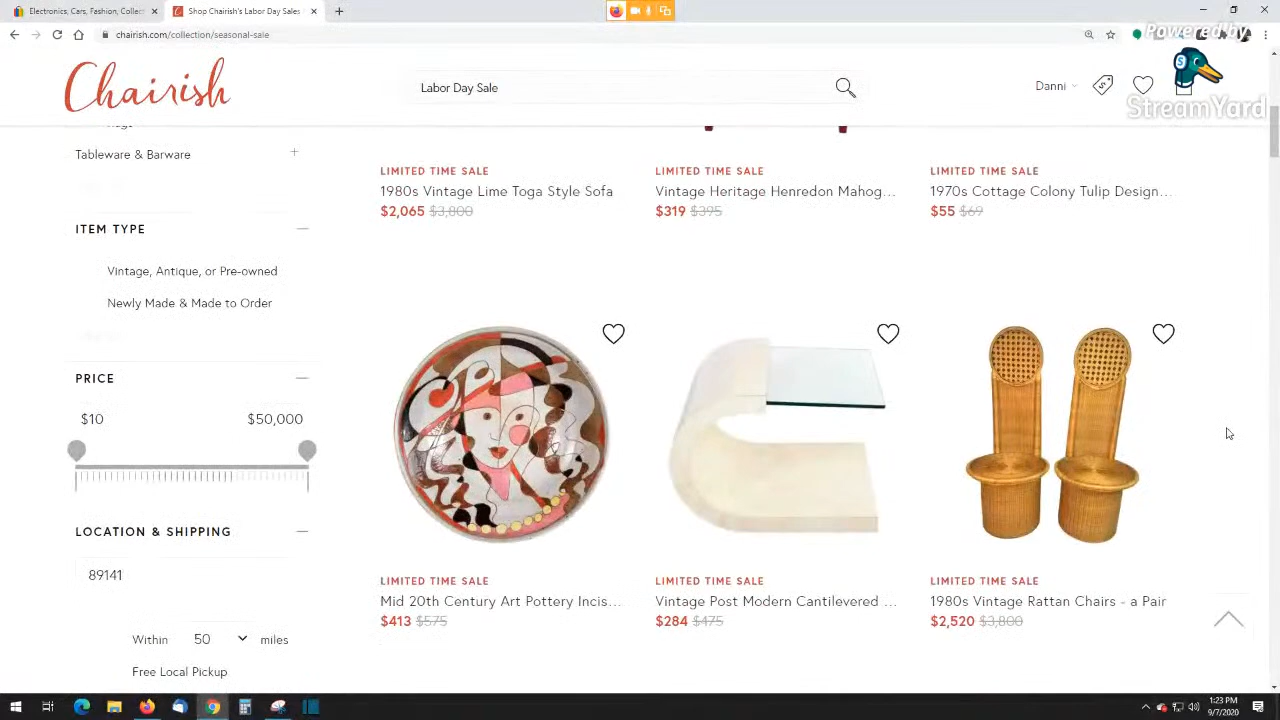 Electronics, Cars, Fashion, Collect
Shop Chairish's Labor Day Sales
chairish.com/collection/seasonal-sale
Powered by
StreamYard
Chairish
Labor Day Sale
Danni
Tableware & Barware
ITEM TYPE
Vintage, Antique, or Pre-owned
Newly Made & Made to Order
PRICE
$10 $50,000
LOCATION & SHIPPING
89141
Within 50 miles
Free Local Pickup
LIMITED TIME SALE
1980s Vintage Lime Toga Style Sofa
$2,065 $3,800
LIMITED TIME SALE
Vintage Heritage Henredon Mahog...
$319 $395
LIMITED TIME SALE
1970s Cottage Colony Tulip Design...
$55 $69
LIMITED TIME SALE
Mid 20th Century Art Pottery Incis...
$413 $575
LIMITED TIME SALE
Vintage Post Modern Cantilevered ...
$284 $475
LIMITED TIME SALE
1980s Vintage Rattan Chairs - a Pair
$2,520 $3,800
1:23 PM
9/7/2020